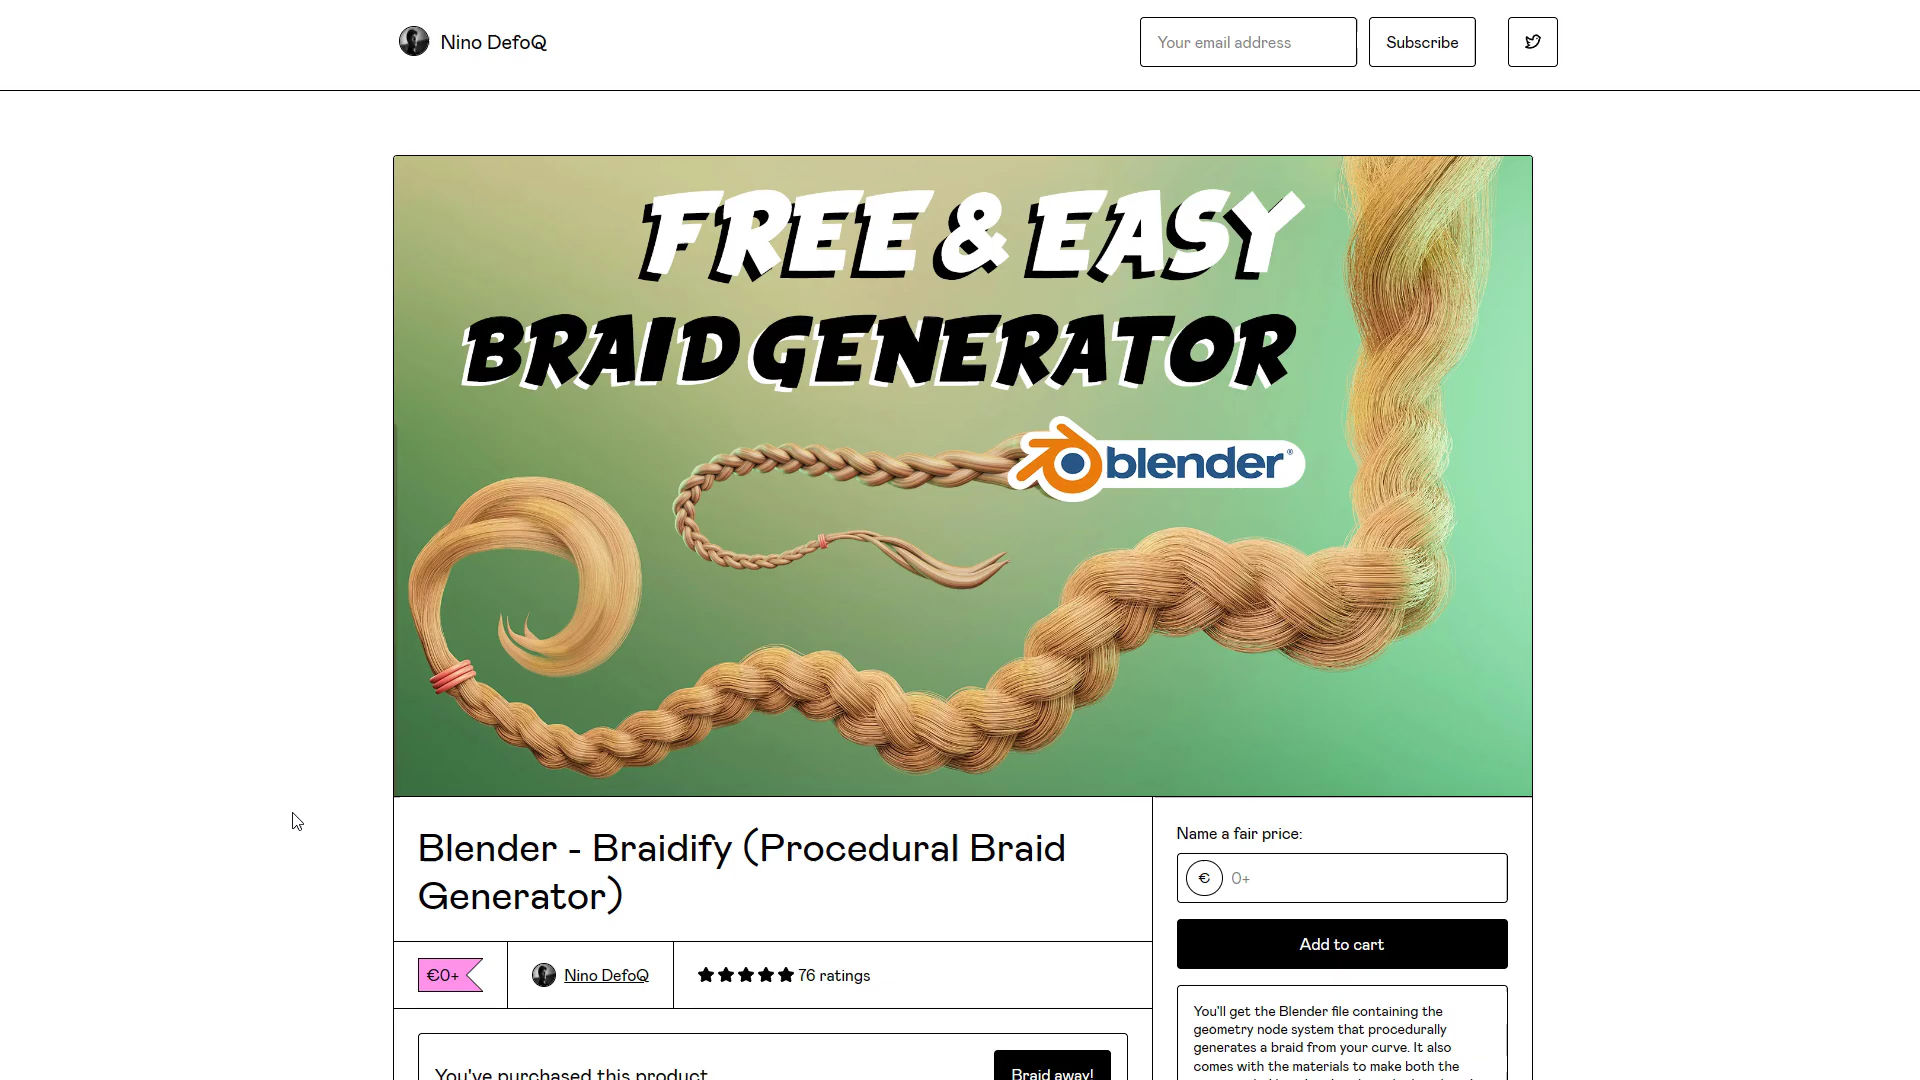 Nino DefoQ
Your email address
Subscribe
FREE & EASY
BRAID GENERATOR
blender®
Blender - Braidify (Procedural Braid
Generator)
€0+
Nino DefoQ
76 ratings
You've purchased this product
Braid away!
Name a fair price:
€
0+
Add to cart
You'll get the Blender file containing the
geometry node system that procedurally
generates a braid from your curve. It also
comes with the materials to make both the